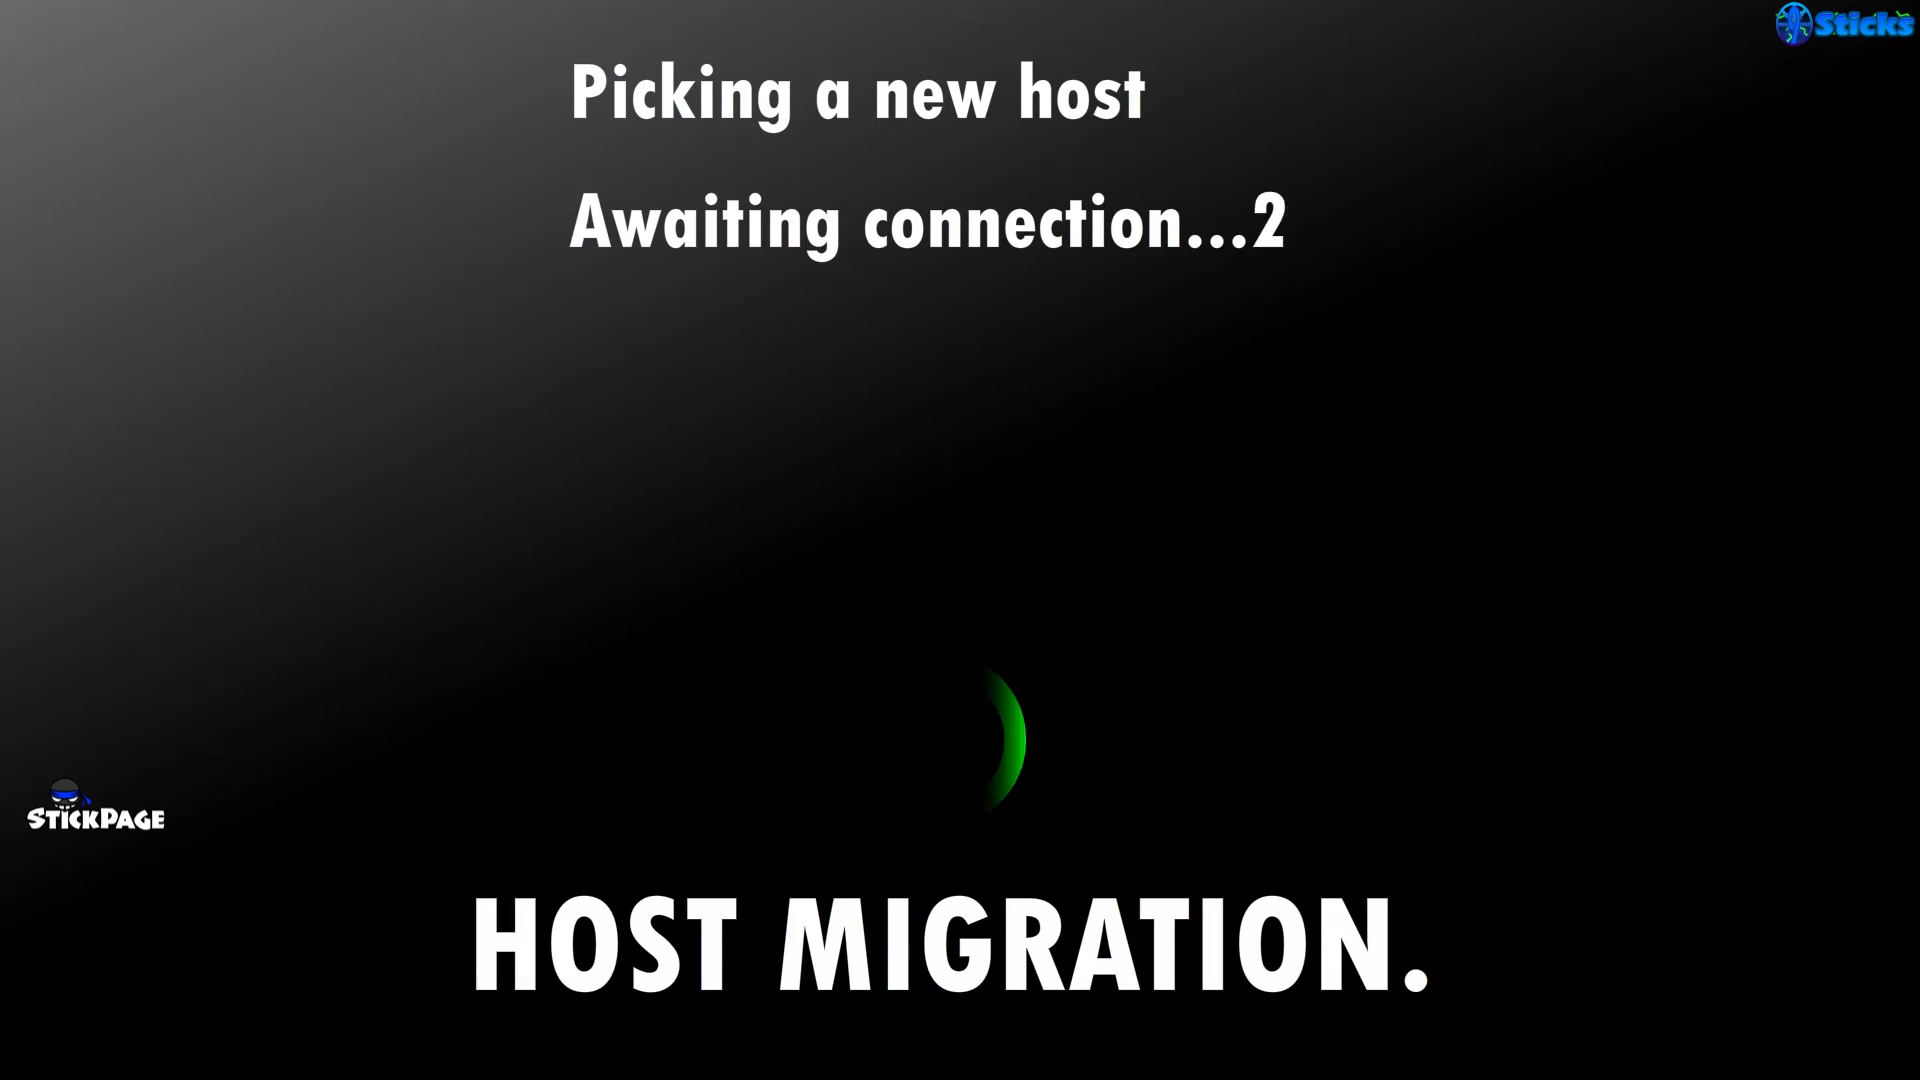 Sticks
Picking a new host
Awaiting connection...2
STICKPAGE
HOST MIGRATION.